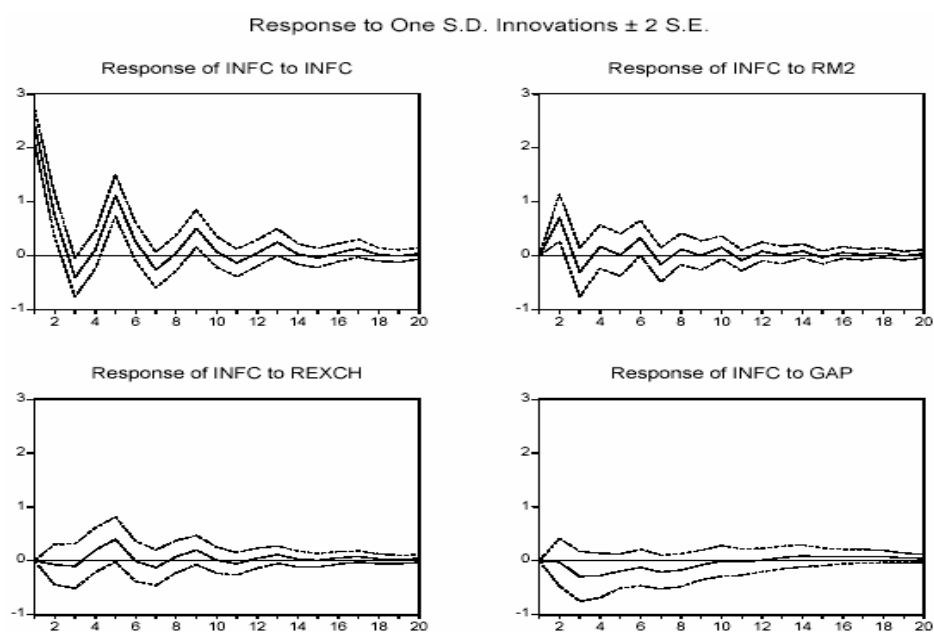 Response to One S.D. Innovations ± 2 S.E.
Response of INFC to INFC
3
2
1
0
-1
2 4 6 8 10 12 14 16 18 20
Response of INFC to RM2
3
2
1
0
-1
2 4 6 8 10 12 14 16 18 20
Response of INFC to REXCH
3
2
1
0
-1
2 4 6 8 10 12 14 16 18 20
Response of INFC to GAP
3
2
1
0
-1
2 4 6 8 10 12 14 16 18 20